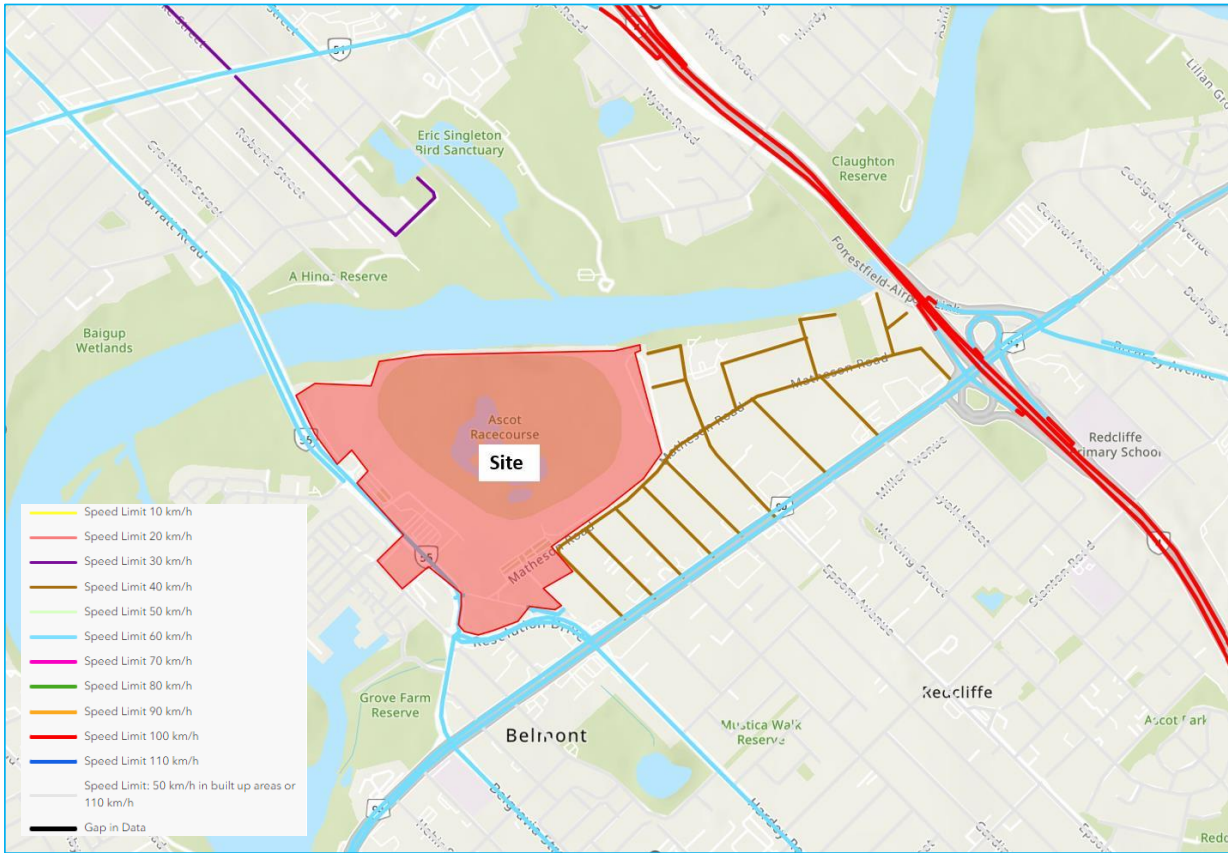 51
River Road
Wyatt Road
Eric Singleton
Bird Sanctuary
Claughton
Reserve
Roberts Street
Crowther Street
Garratt Road
Coolgardie Avenue
Central Avenue
A Hinds Reserve
Forrestfield-Airport Link
Baigup
Wetlands
Matheson Road
Ascot
Racecourse
Site
Matheson Road
Redcliffe
Primary School
55
Miller Avenue
Matheson Road
Epsom Avenue
Resolution Drive
Grove Farm
Reserve
Redcliffe
Belmont
Mustica Walk
Reserve
Ascot Park
Speed Limit 10 km/h
Speed Limit 20 km/h
Speed Limit 30 km/h
Speed Limit 40 km/h
Speed Limit 50 km/h
Speed Limit 60 km/h
Speed Limit 70 km/h
Speed Limit 80 km/h
Speed Limit 90 km/h
Speed Limit 100 km/h
Speed Limit 110 km/h
Speed Limit: 50 km/h in built up areas or
110 km/h
Gap in Data